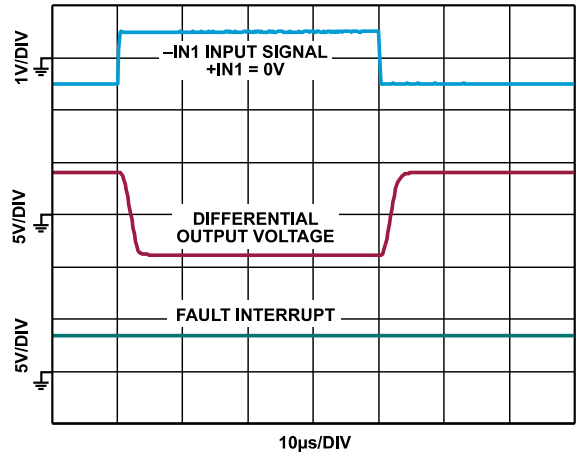 1V/DIV
–IN1 INPUT SIGNAL
+IN1 = 0V
5V/DIV
DIFFERENTIAL
OUTPUT VOLTAGE
5V/DIV
FAULT INTERRUPT
10µs/DIV